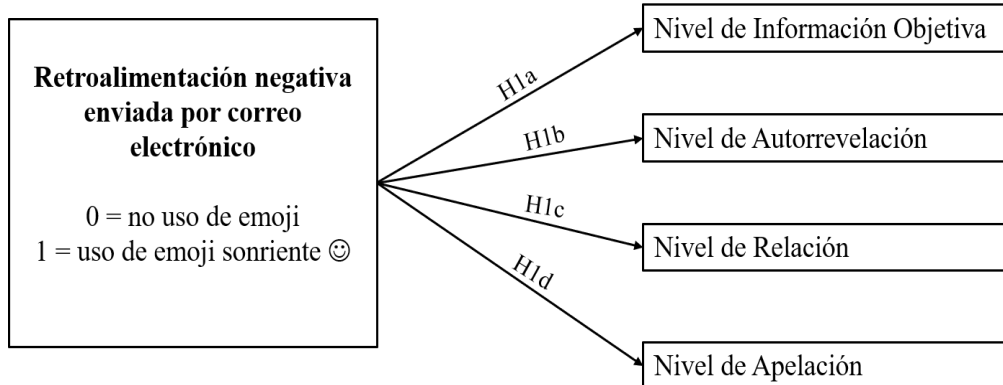 Retroalimentación negativa
enviada por correo
electrónico
0 = no uso de emoji
1 = uso de emoji sonriente ☺
H1a
H1b
H1c
H1d
Nivel de Información Objetiva
Nivel de Autorrevelación
Nivel de Relación
Nivel de Apelación